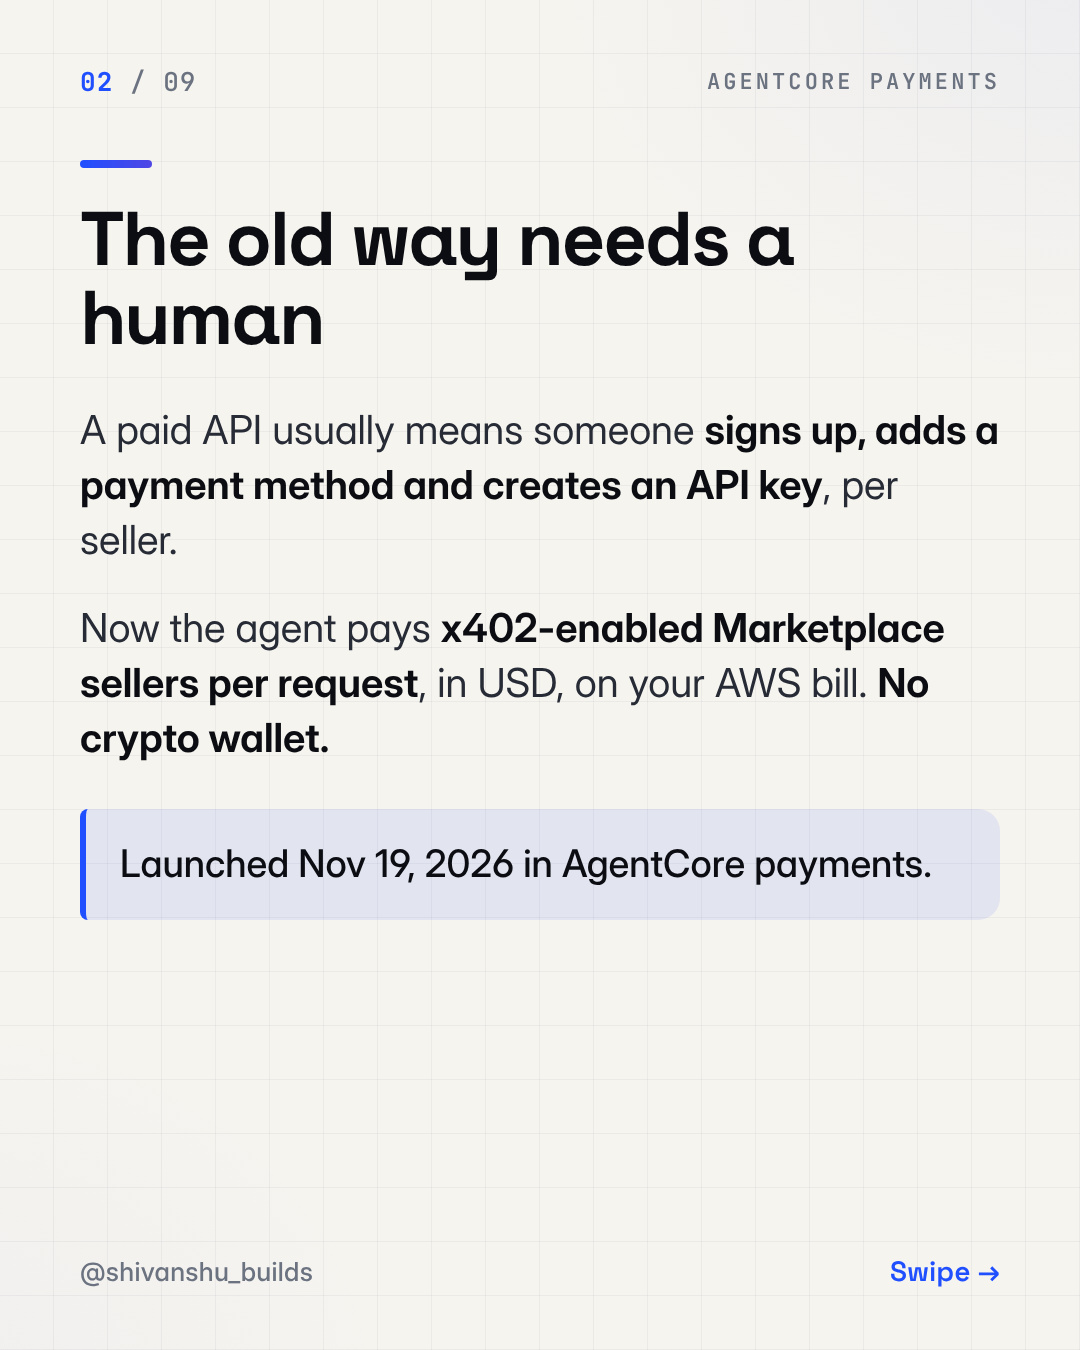 02 / 09
AGENTCORE PAYMENTS
The old way needs a
human
A paid API usually means someone signs up, adds a
payment method and creates an API key, per
seller.
Now the agent pays x402-enabled Marketplace
sellers per request, in USD, on your AWS bill. No
crypto wallet.
Launched Nov 19, 2026 in AgentCore payments.
@shivanshu_builds
Swipe →